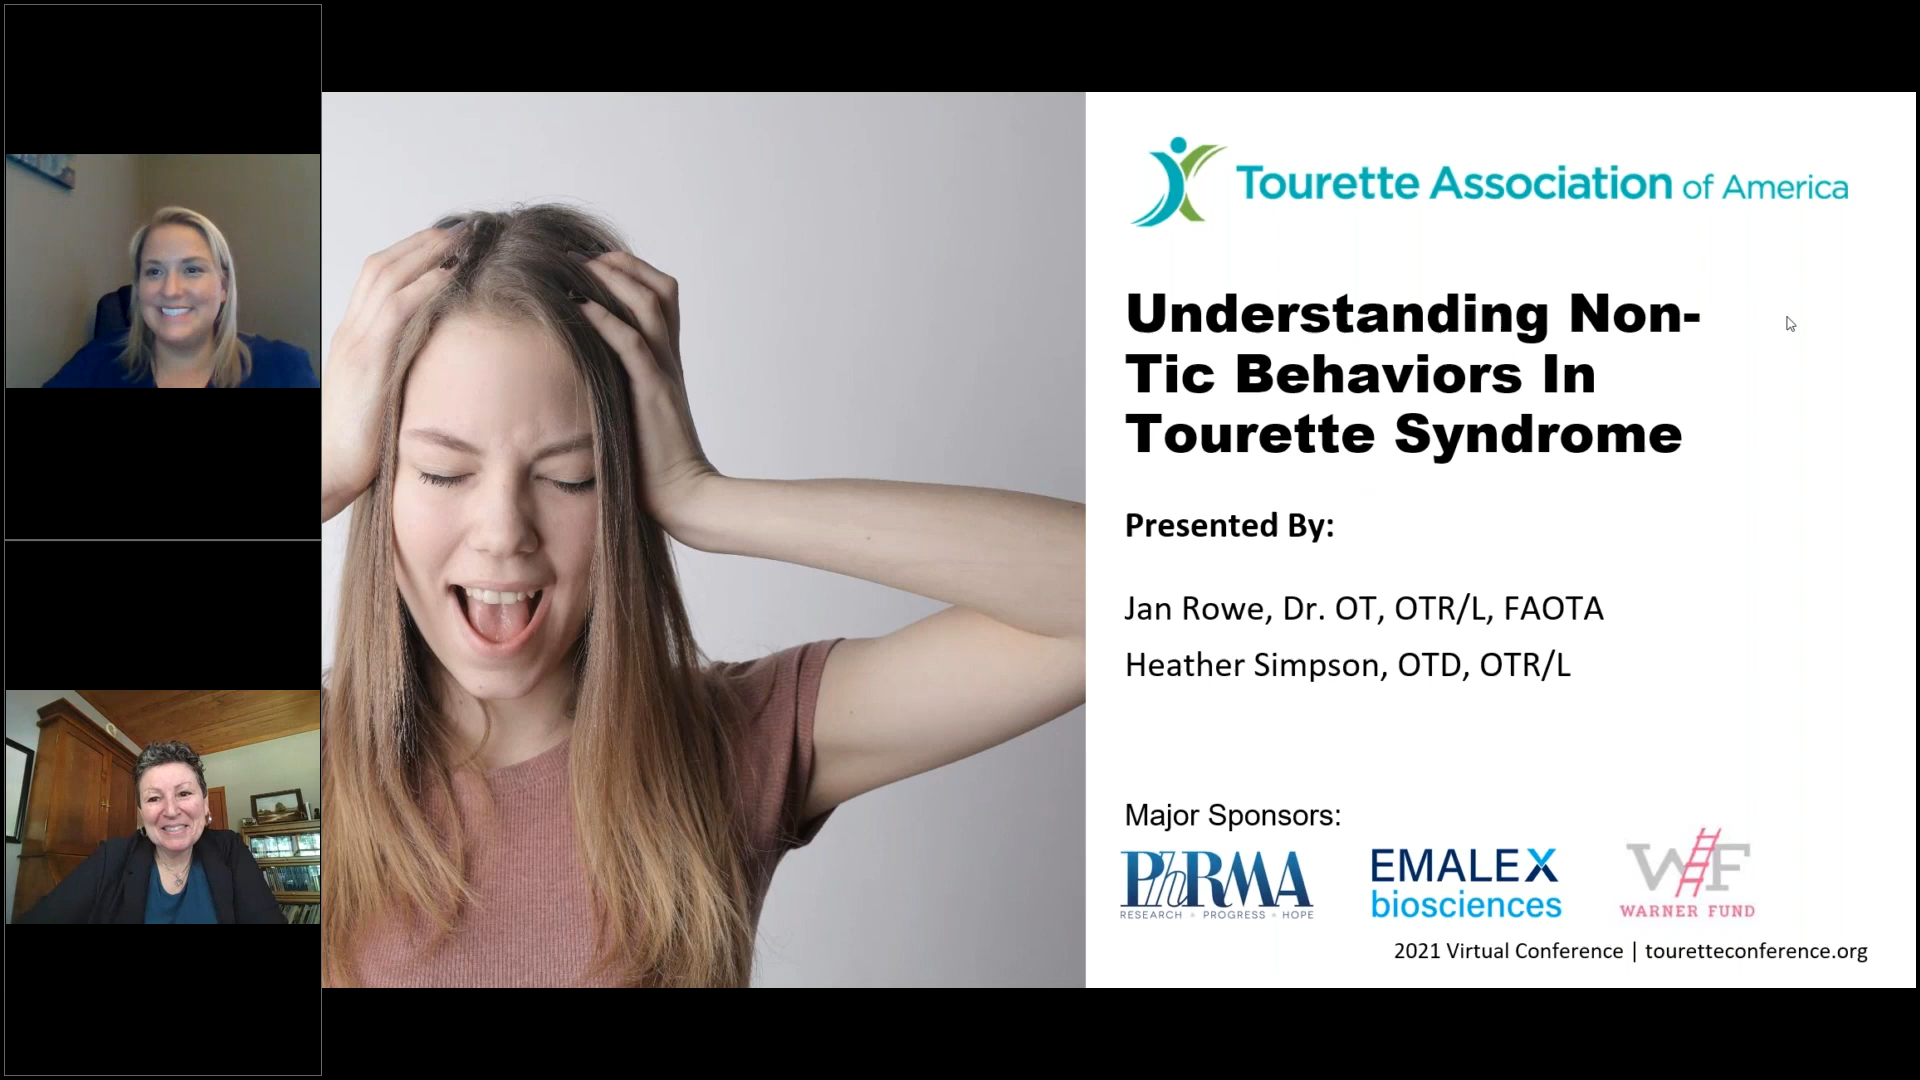 Tourette Association of America
Understanding Non-
Tic Behaviors In
Tourette Syndrome
Presented By:
Jan Rowe, Dr. OT, OTR/L, FAOTA
Heather Simpson, OTD, OTR/L
Major Sponsors:
PhRMA
RESEARCH • PROGRESS • HOPE
EMALEX
biosciences
WF
WARNER FUND
2021 Virtual Conference | touretteconference.org